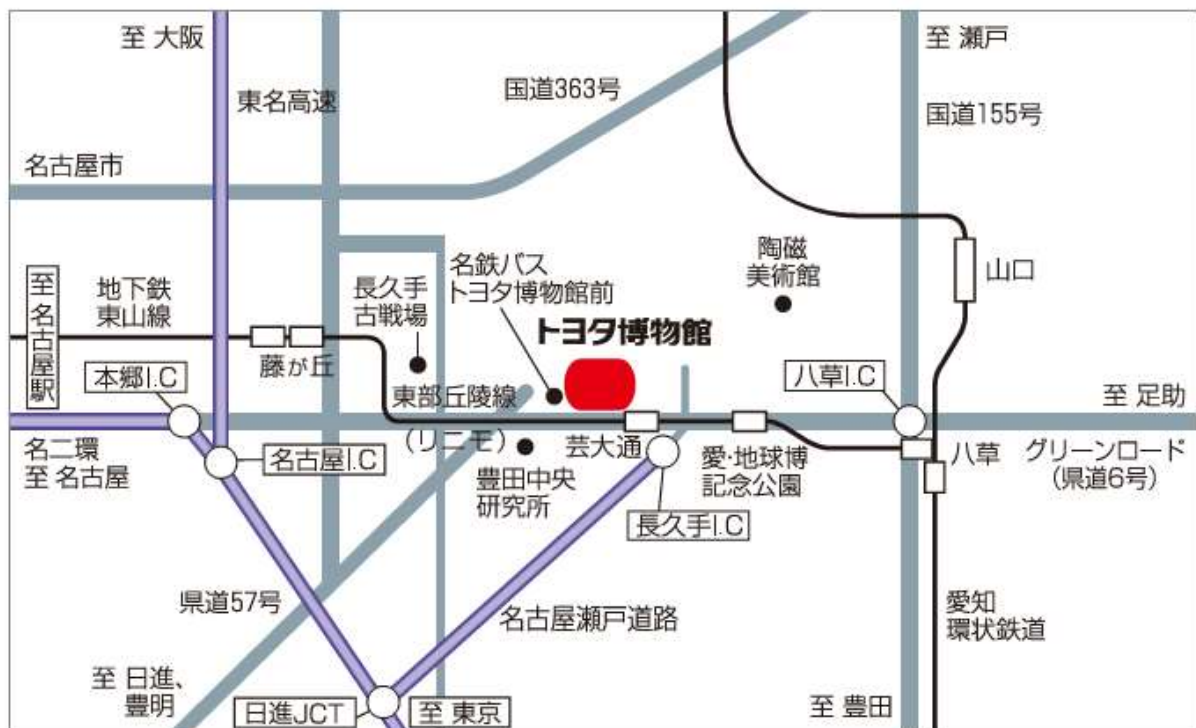 至 大阪
至 瀬戸
東名高速
国道363号
国道155号
名古屋市
陶磁
美術館
名鉄バス
トヨタ博物館前
山口
至 名古屋駅
地下鉄
東山線
長久手
古戦場
トヨタ博物館
藤が丘
本郷I.C
八草I.C
東部丘陵線
(リニモ)
至 足助
名二環
至 名古屋
名古屋I.C
芸大通
愛・地球博
記念公園
八草
グリーンロード
(県道6号)
豊田中央
研究所
長久手I.C
県道57号
名古屋瀬戸道路
愛知
環状鉄道
至 日進、
豊明
日進JCT
至 東京
至 豊田